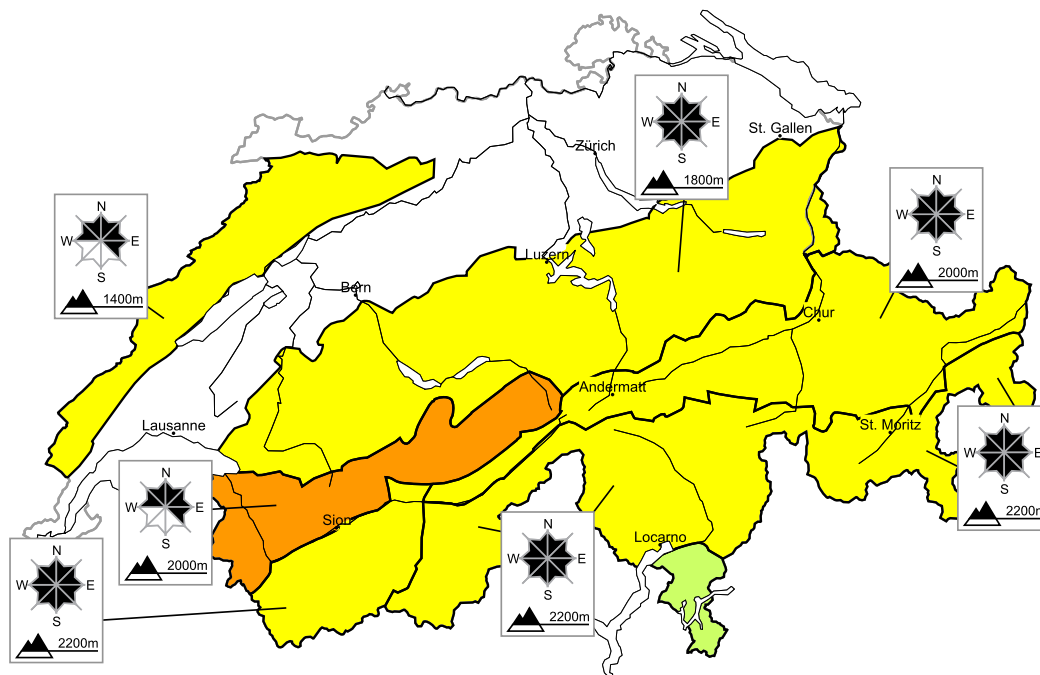 N
W E
S
1800m
St. Gallen
Zürich
N
W E
S
2000m
N
W E
S
1400m
Luzern
Bern
Chur
Andermatt
Lausanne
St. Moritz
N
W E
S
2200m
N
W E
S
2000m
Sion
N
W E
S
2200m
Locarno
N
W E
S
2200m